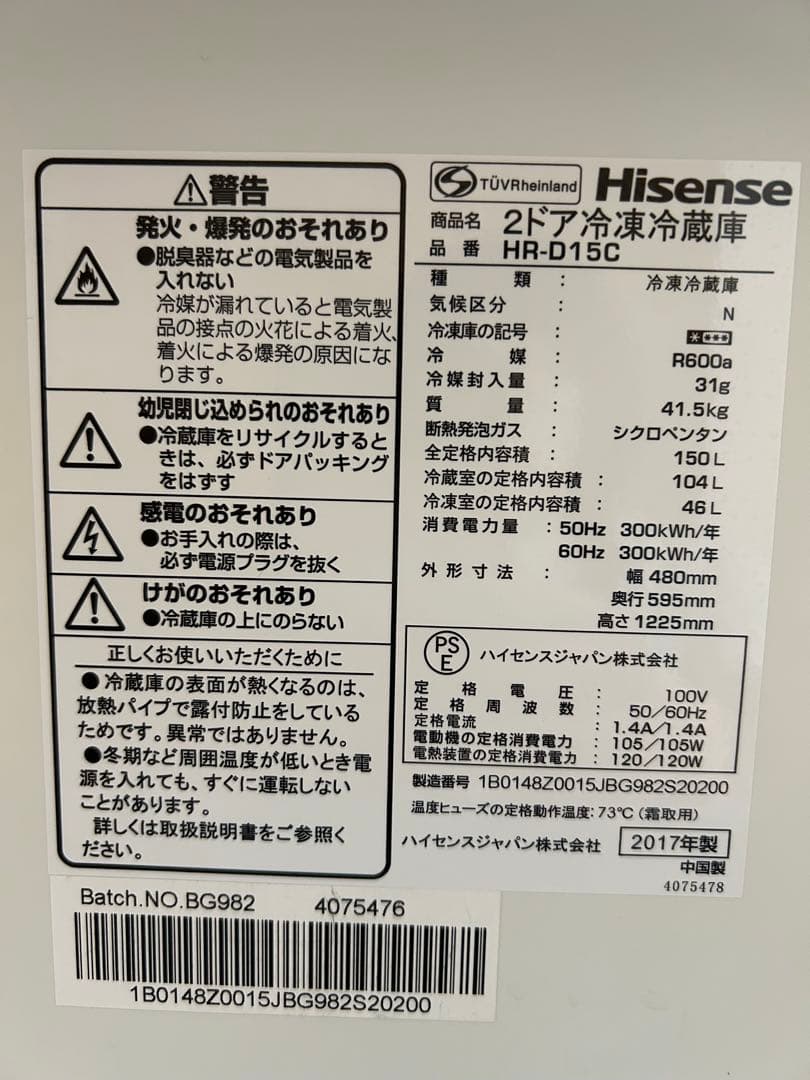 ⚠警告
発火・爆発のおそれあり
●脱臭器などの電気製品を
入れない
冷媒が漏れていると電気製
品の接点の火花による着火、
着火による爆発の原因にな
ります。
幼児閉じ込められのおそれあり
●冷蔵庫をリサイクルすると
きは、必ずドアパッキング
をはずす
感電のおそれあり
●お手入れの際は、
必ず電源プラグを抜く
けがのおそれあり
●冷蔵庫の上にのらない
正しくお使いいただくために
●冷蔵庫の表面が熱くなるのは、
放熱パイプで露付防止をしている
ためです。異常ではありません。
●冬期など周囲温度が低いとき電
源を入れても、すぐに運転しない
ことがあります。
詳しくは取扱説明書をご参照く
ださい。
TÜVRheinland Hisense
商品名 2ドア冷凍冷蔵庫
品番 HR-D15C
種類 : 冷凍冷蔵庫
気候区分 : N
冷凍庫の記号 : ****
冷媒 : R600a
冷媒封入量 : 31g
質量 : 41.5kg
断熱発泡ガス : シクロペンタン
全定格内容積 : 150L
冷蔵室の定格内容積 : 104L
冷凍室の定格内容積 : 46L
消費電力量 : 50Hz 300kWh/年
60Hz 300kWh/年
外形寸法 : 幅 480mm
奥行 595mm
高さ 1225mm
PSE ハイセンスジャパン株式会社
定格電圧 : 100V
定格周波数 : 50/60Hz
定格電流 : 1.4A/1.4A
電動機の定格消費電力 : 105/105W
電熱装置の定格消費電力 : 120/120W
製造番号 1B0148Z0015JBG982S20200
温度ヒューズの定格動作温度:73℃(霜取用)
ハイセンスジャパン株式会社 2017年製
中国製
4075478
Batch.NO.BG982 4075476
1B0148Z0015JBG982S20200